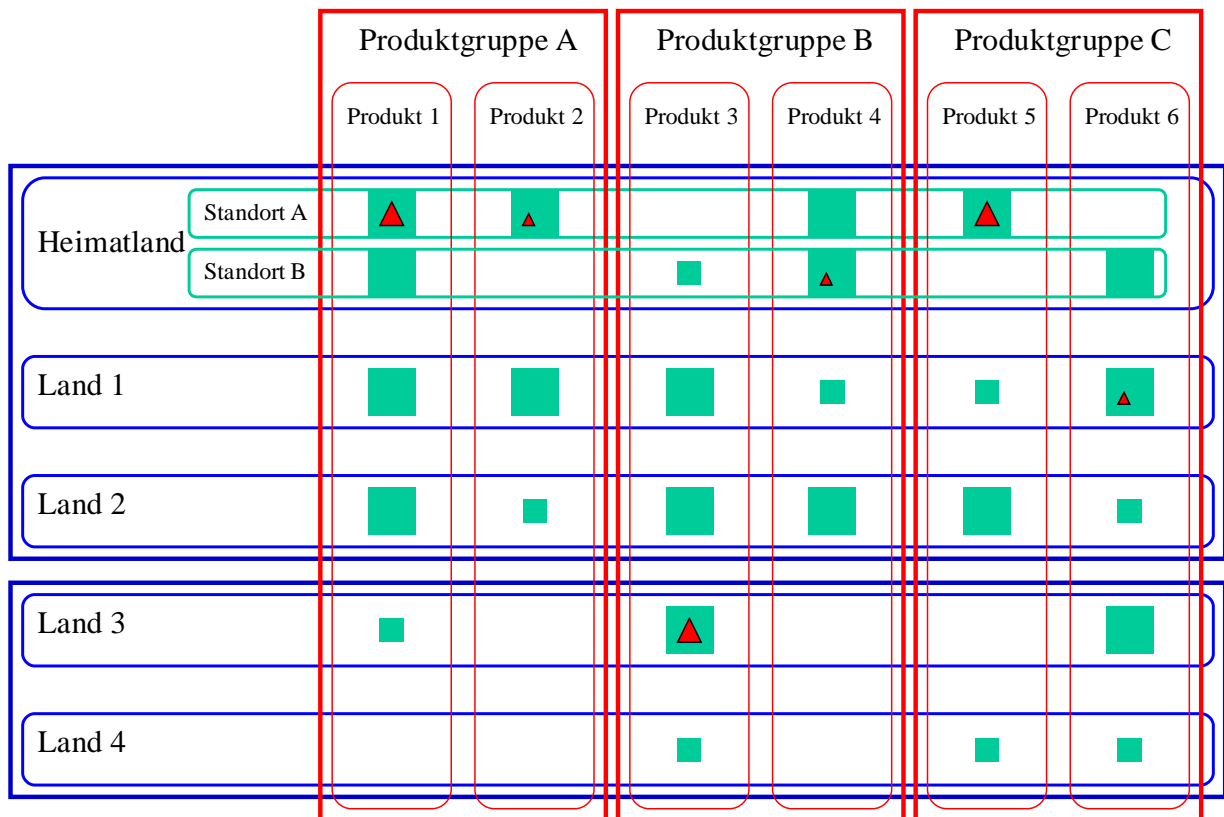 Produktgruppe A
Produktgruppe B
Produktgruppe C
Produkt 1
Produkt 2
Produkt 3
Produkt 4
Produkt 5
Produkt 6
Heimatland
Standort A
Standort B
Land 1
Land 2
Land 3
Land 4